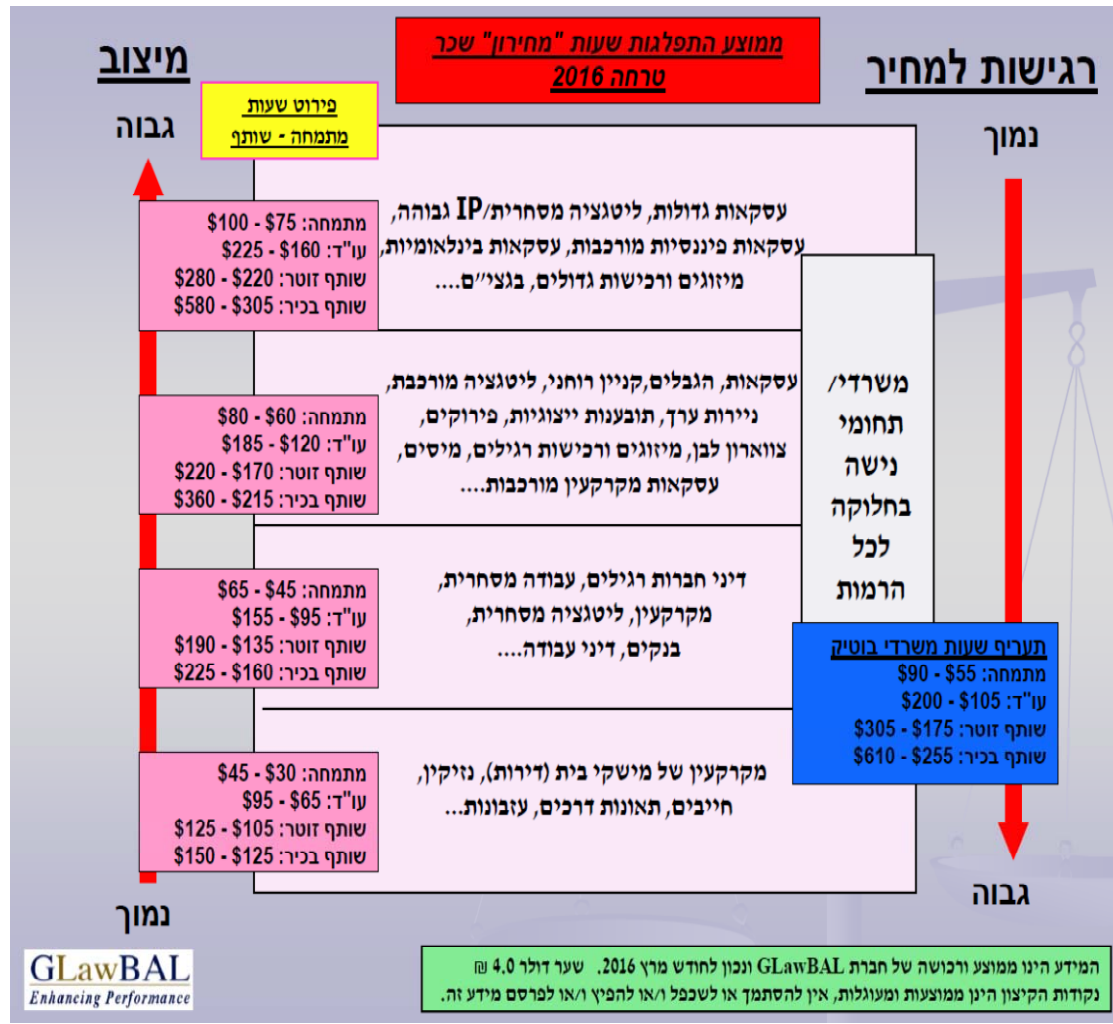 ממוצע התפלגות שעות "מחירון" שכר
טרחה 2016
רגישות למחיר
נמוך
מיצוב
גבוה
פירוט שעות
מתמחה - שותף
עסקאות גדולות, ליטגציה מסחרית/IP גבוהה,
עסקאות פיננסיות מורכבות, עסקאות בינלאומיות,
מיזוגים ורכישות גדולים, בגצי״ם....
מתמחה: $75 - $100
עו"ד: $160 - $225
שותף זוטר: $220 - $280
שותף בכיר: $305 - $580
עסקאות, הגבלים,קניין רוחני, ליטגציה מורכבת,
ניירות ערך, תובענות ייצוגיות, פירוקים,
צווארון לבן, מיזוגים ורכישות רגילים, מיסים,
עסקאות מקרקעין מורכבות....
מתמחה: $60 - $80
עו"ד: $120 - $185
שותף זוטר: $170 - $220
שותף בכיר: $215 - $360
משרדי/
תחומי
נישה
בחלוקה
לכל
הרמות
דיני חברות רגילים, עבודה מסחרית,
מקרקעין, ליטגציה מסחרית,
בנקים, דיני עבודה....
מתמחה: $45 - $65
עו"ד: $95 - $155
שותף זוטר: $135 - $190
שותף בכיר: $160 - $225
תעריף שעות משרדי בוטיק
מתמחה: $55 - $90
עו"ד: $105 - $200
שותף זוטר: $175 - $305
שותף בכיר: $255 - $610
מקרקעין של מישקי בית (דירות), נזיקין,
חייבים, תאונות דרכים, עזבונות...
מתמחה: $30 - $45
עו"ד: $65 - $95
שותף זוטר: $105 - $125
שותף בכיר: $125 - $150
גבוה
נמוך
המידע הינו ממוצע ורכושה של חברת GLawBAL ונכון לחודש מרץ 2016. שער דולר 4.0 ₪
נקודות הקיצון הינן ממוצעות ומעוגלות, אין להסתמך או לשכפל ו/או להפיץ ו/או לפרסם מידע זה.
GLawBAL
Enhancing Performance